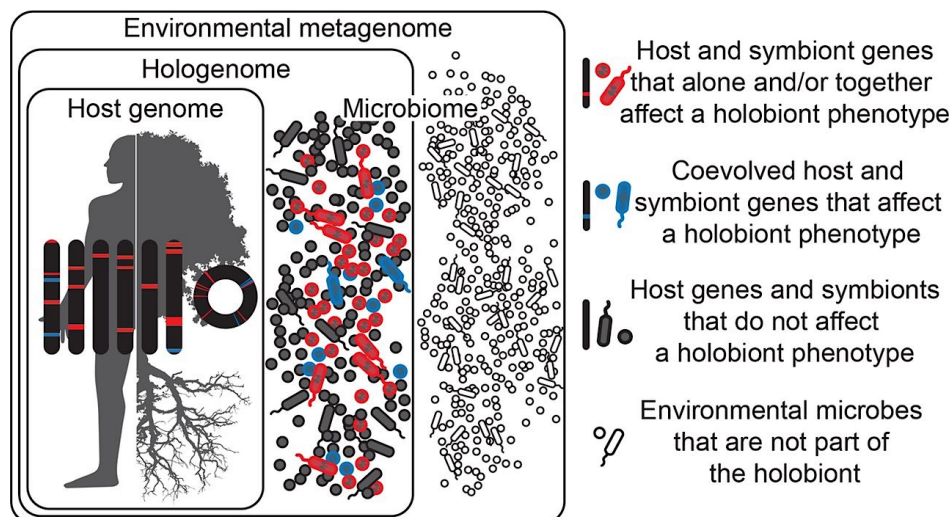 Environmental metagenome
Hologenome
Host genome
Microbiome
Host and symbiont genes
that alone and/or together
affect a holobiont phenotype
Coevolved host and
symbiont genes that affect
a holobiont phenotype
Host genes and symbionts
that do not affect
a holobiont phenotype
Environmental microbes
that are not part of
the holobiont